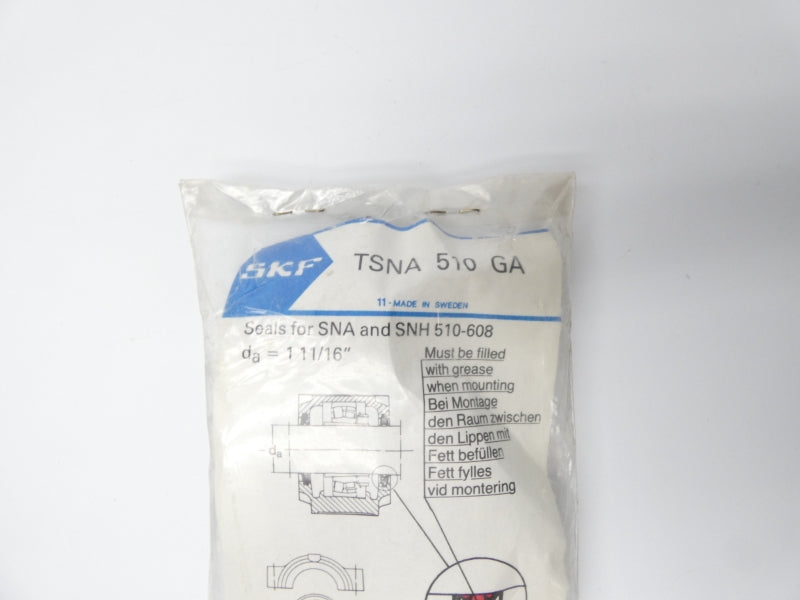 SKF
TSNA 510 GA
11-MADE IN SWEDEN
Seals for SNA and SNH 510-608
da = 1 11/16"
Must be filled
with grease
when mounting
Bei Montage
den Raum zwischen
den Lippen mit
Fett befüllen
Fett fylles
vid montering
da